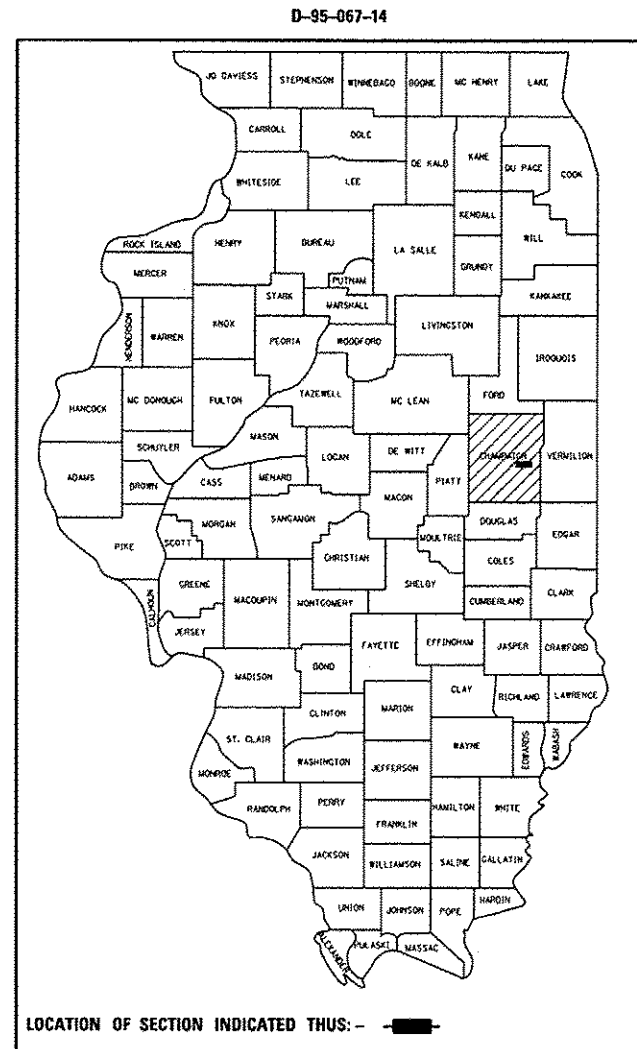 D-95-067-14
JO DAVIESS STEPHENSON WINNEBAGO BOONE MC HENRY LAKE
CARROLL OGLE DE KALB KANE DU PAGE COOK
WHITESIDE LEE
KENDALL WILL
ROCK ISLAND HENRY BUREAU LA SALLE GRUNDY
MERCER PUTNAM
STARK MARSHALL KANKAKEE
HENDERSON WARREN KNOX PEORIA WOODFORD LIVINGSTON IROQUOIS
HANCOCK MC DONOUGH FULTON TAZEWELL MC LEAN FORD
SCHUYLER MASON LOGAN DE WITT CHAMPAIGN VERMILION
ADAMS BROWN CASS MENARD MACON PIATT
PIKE SCOTT MORGAN SANGAMON CHRISTIAN MOULTRIE DOUGLAS EDGAR
COLES
CALHOUN GREENE MACOUPIN MONTGOMERY SHELBY CUMBERLAND CLARK
JERSEY FAYETTE EFFINGHAM JASPER CRAWFORD
MADISON BOND CLAY RICHLAND LAWRENCE
CLINTON MARION
ST. CLAIR WAYNE EDWARDS WABASH
MONROE WASHINGTON JEFFERSON
RANDOLPH PERRY HAMILTON WHITE
FRANKLIN
JACKSON WILLIAMSON SALINE GALLATIN
UNION JOHNSON POPE HARDIN
ALEXANDER PULASKI MASSAC
LOCATION OF SECTION INDICATED THUS: -